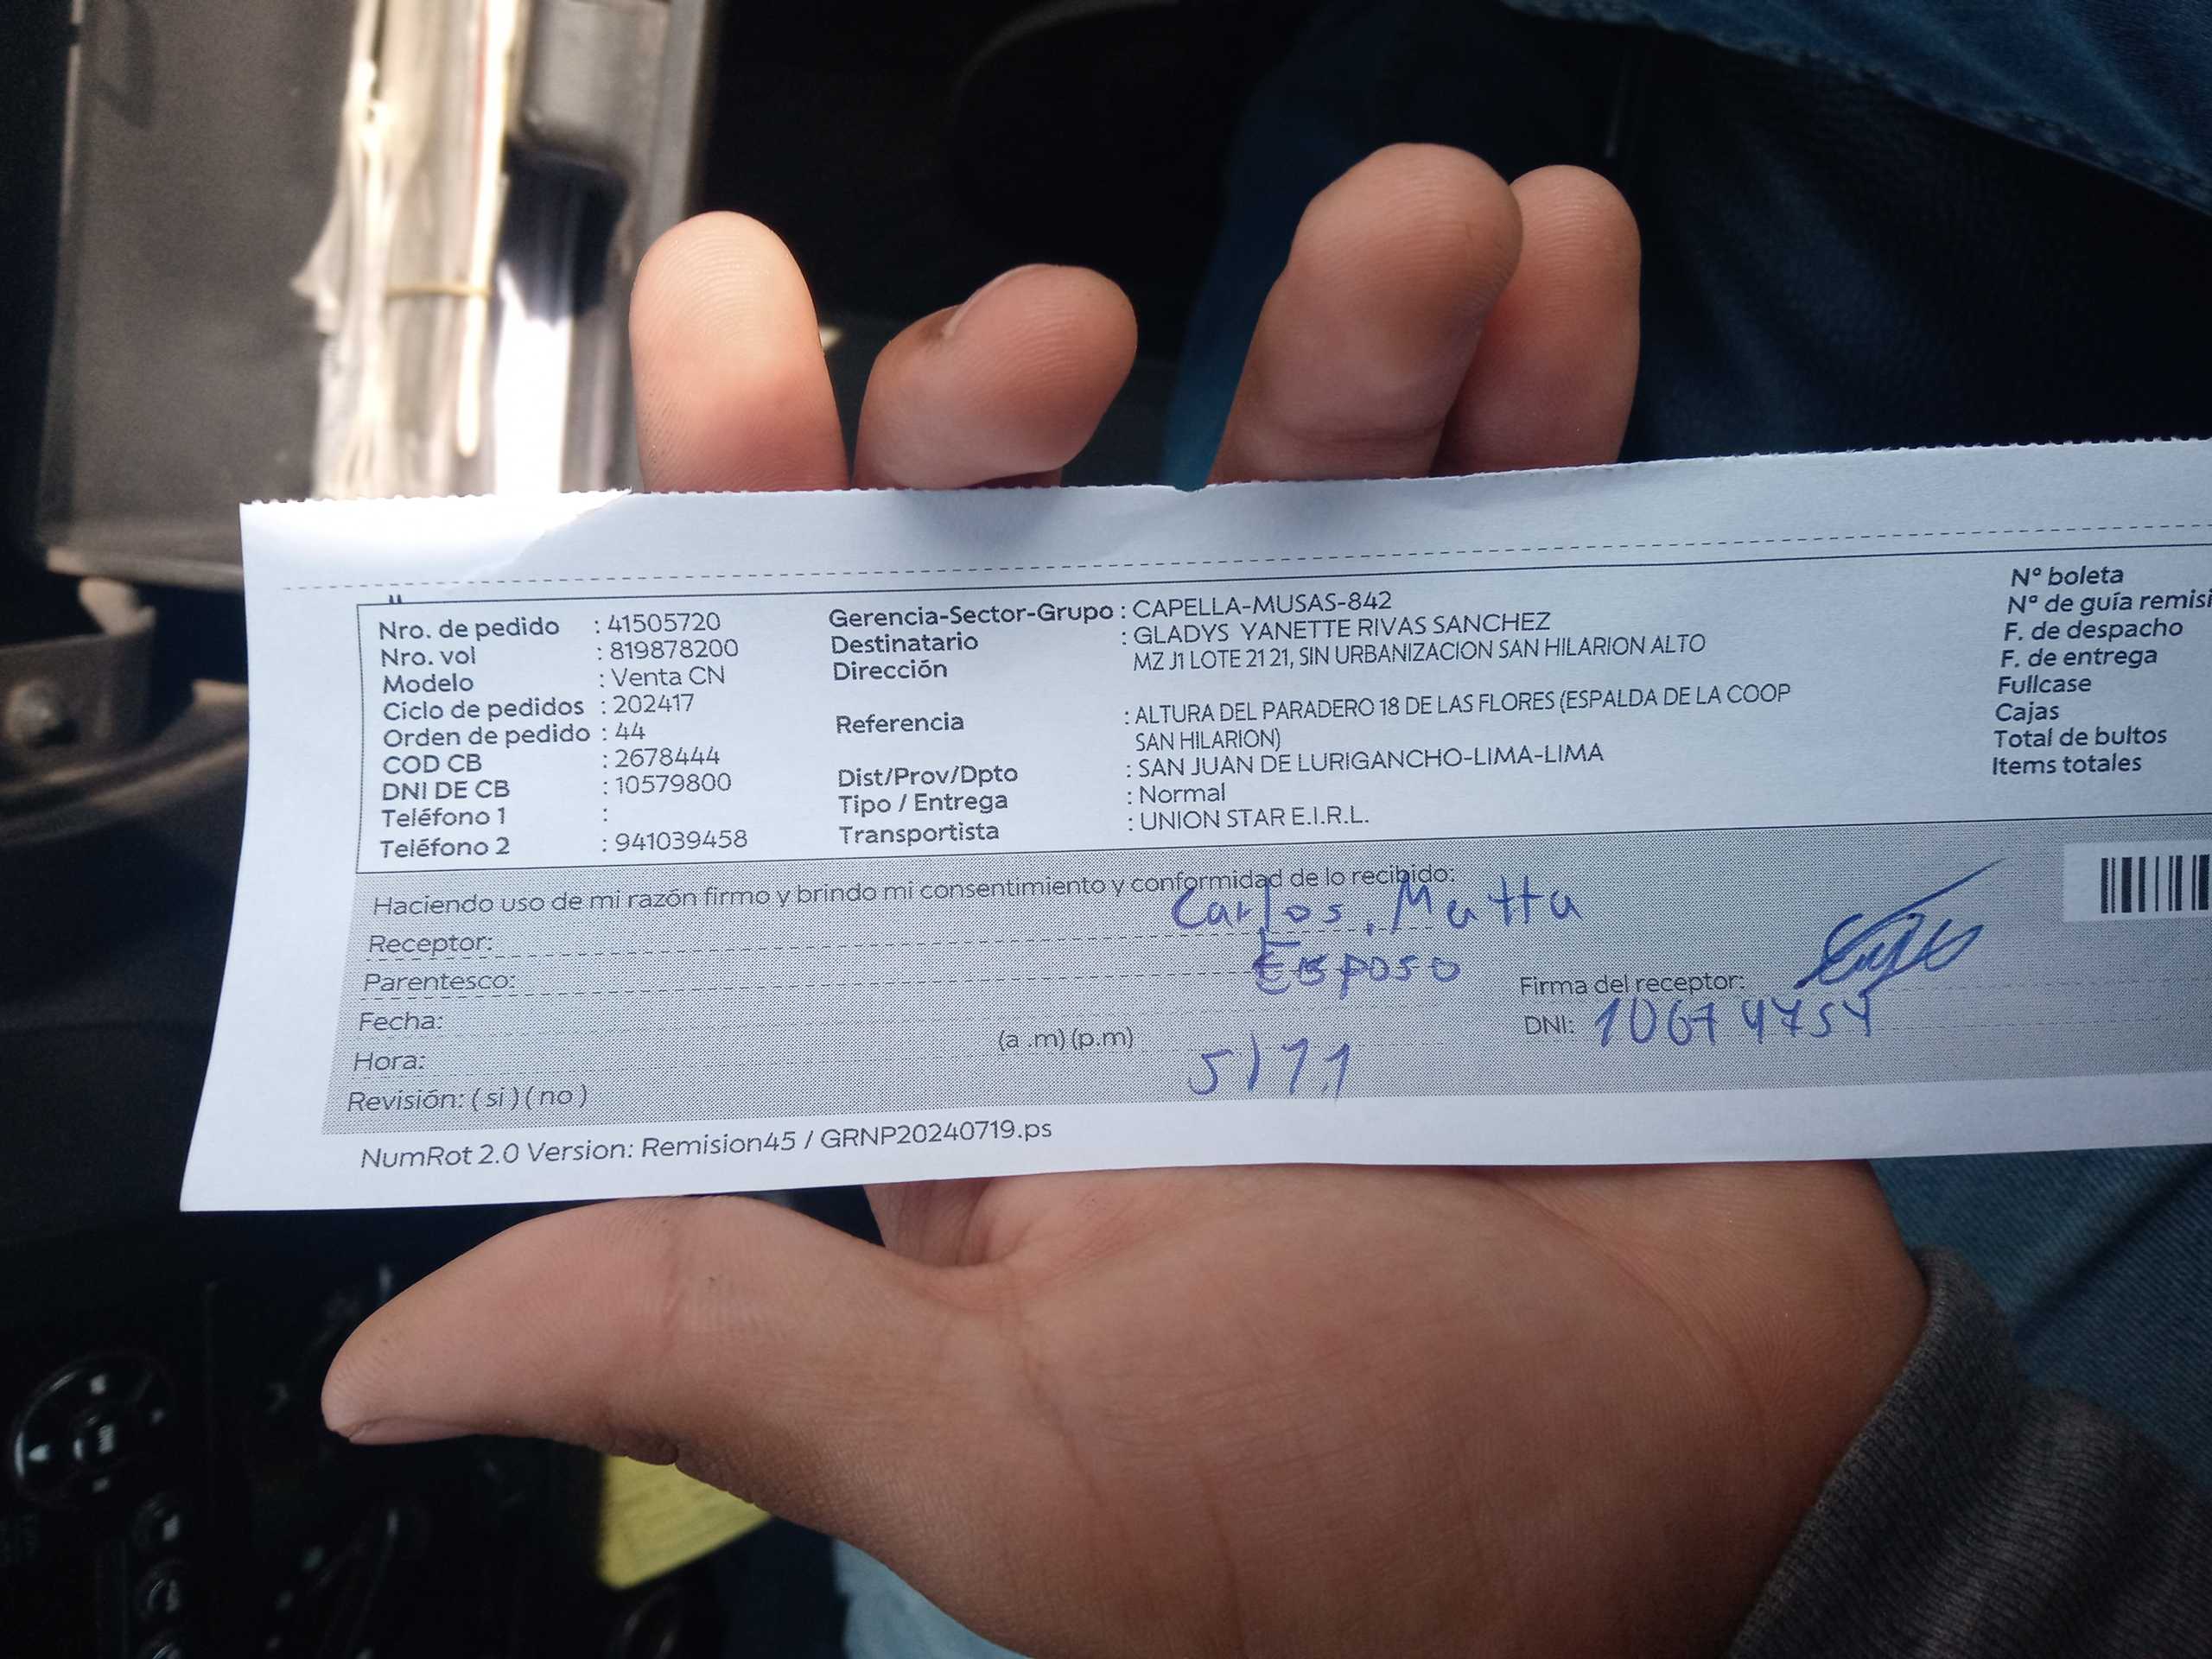 Nro. de pedido : 41505720
Nro. vol : 819878200
Modelo : Venta CN
Ciclo de pedidos : 202417
Orden de pedido : 44
COD CB : 2678444
DNI DE CB : 10579800
Teléfono 1 :
Teléfono 2 : 941039458
Gerencia-Sector-Grupo : CAPELLA-MUSAS-842
Destinatario : GLADYS YANETTE RIVAS SANCHEZ
Dirección MZ J1 LOTE 21 21, SIN URBANIZACION SAN HILARION ALTO
Referencia : ALTURA DEL PARADERO 18 DE LAS FLORES (ESPALDA DE LA COOP
SAN HILARION)
Dist/Prov/Dpto : SAN JUAN DE LURIGANCHO-LIMA-LIMA
Tipo / Entrega : Normal
Transportista : UNION STAR E.I.R.L.
N° boleta
N° de guía remisi
F. de despacho
F. de entrega
Fullcase
Cajas
Total de bultos
Items totales
Haciendo uso de mi razón firmo y brindo mi consentimiento y conformidad de lo recibido:
Receptor: Carlos. Matta
Parentesco: Esposo
Firma del receptor:
Fecha:
DNI: 10674754
Hora: (a .m) (p.m)
Revisión: ( si ) ( no )
NumRot 2.0 Version: Remision45 / GRNP20240719.ps